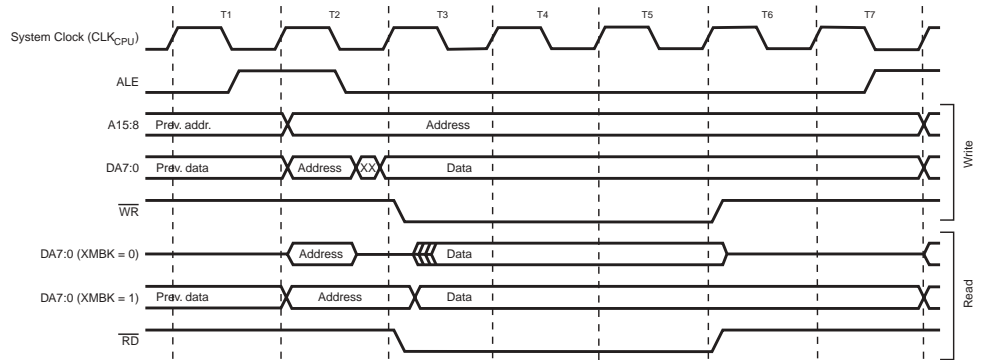 T1 T2 T3 T4 T5 T6 T7
System Clock (CLKCPU)
ALE
A15:8 Prev. addr. Address
DA7:0 Prev. data Address XX Data
WR
Write
DA7:0 (XMBK = 0) Address Data
DA7:0 (XMBK = 1) Prev. data Address Data
RD
Read